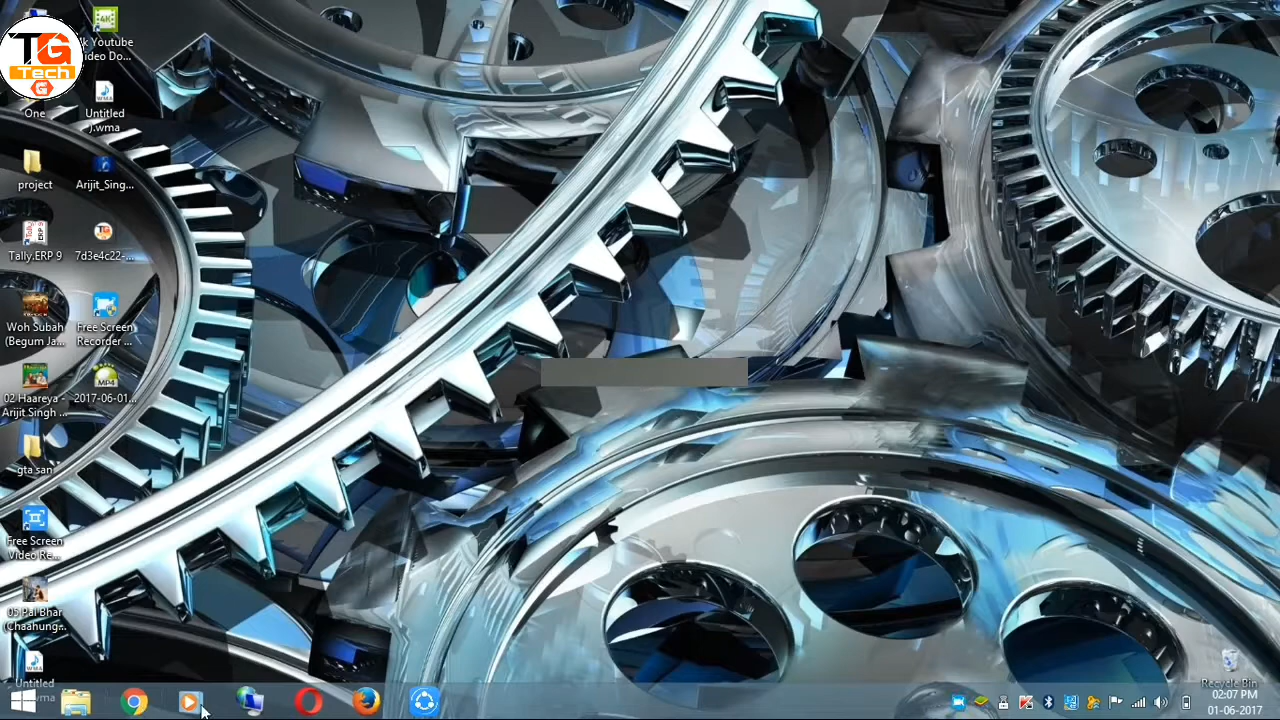 TG
Tech
G
k Youtube
ideo Do...
One
Untitled
J.wma
project
Arijit_Sing...
Tally.ERP 9
7d3e4c22-...
Woh Subah
(Begum Ja...
Free Screen
Recorder ...
02 Haareya -
Arijit Singh ...
MP4
2017-06-01...
gta san
Free Screen
Video Re...
05 Pal Bhar
(Chaahung...
Untitled
wma
Recycle Bin
02:07 PM
01-06-2017